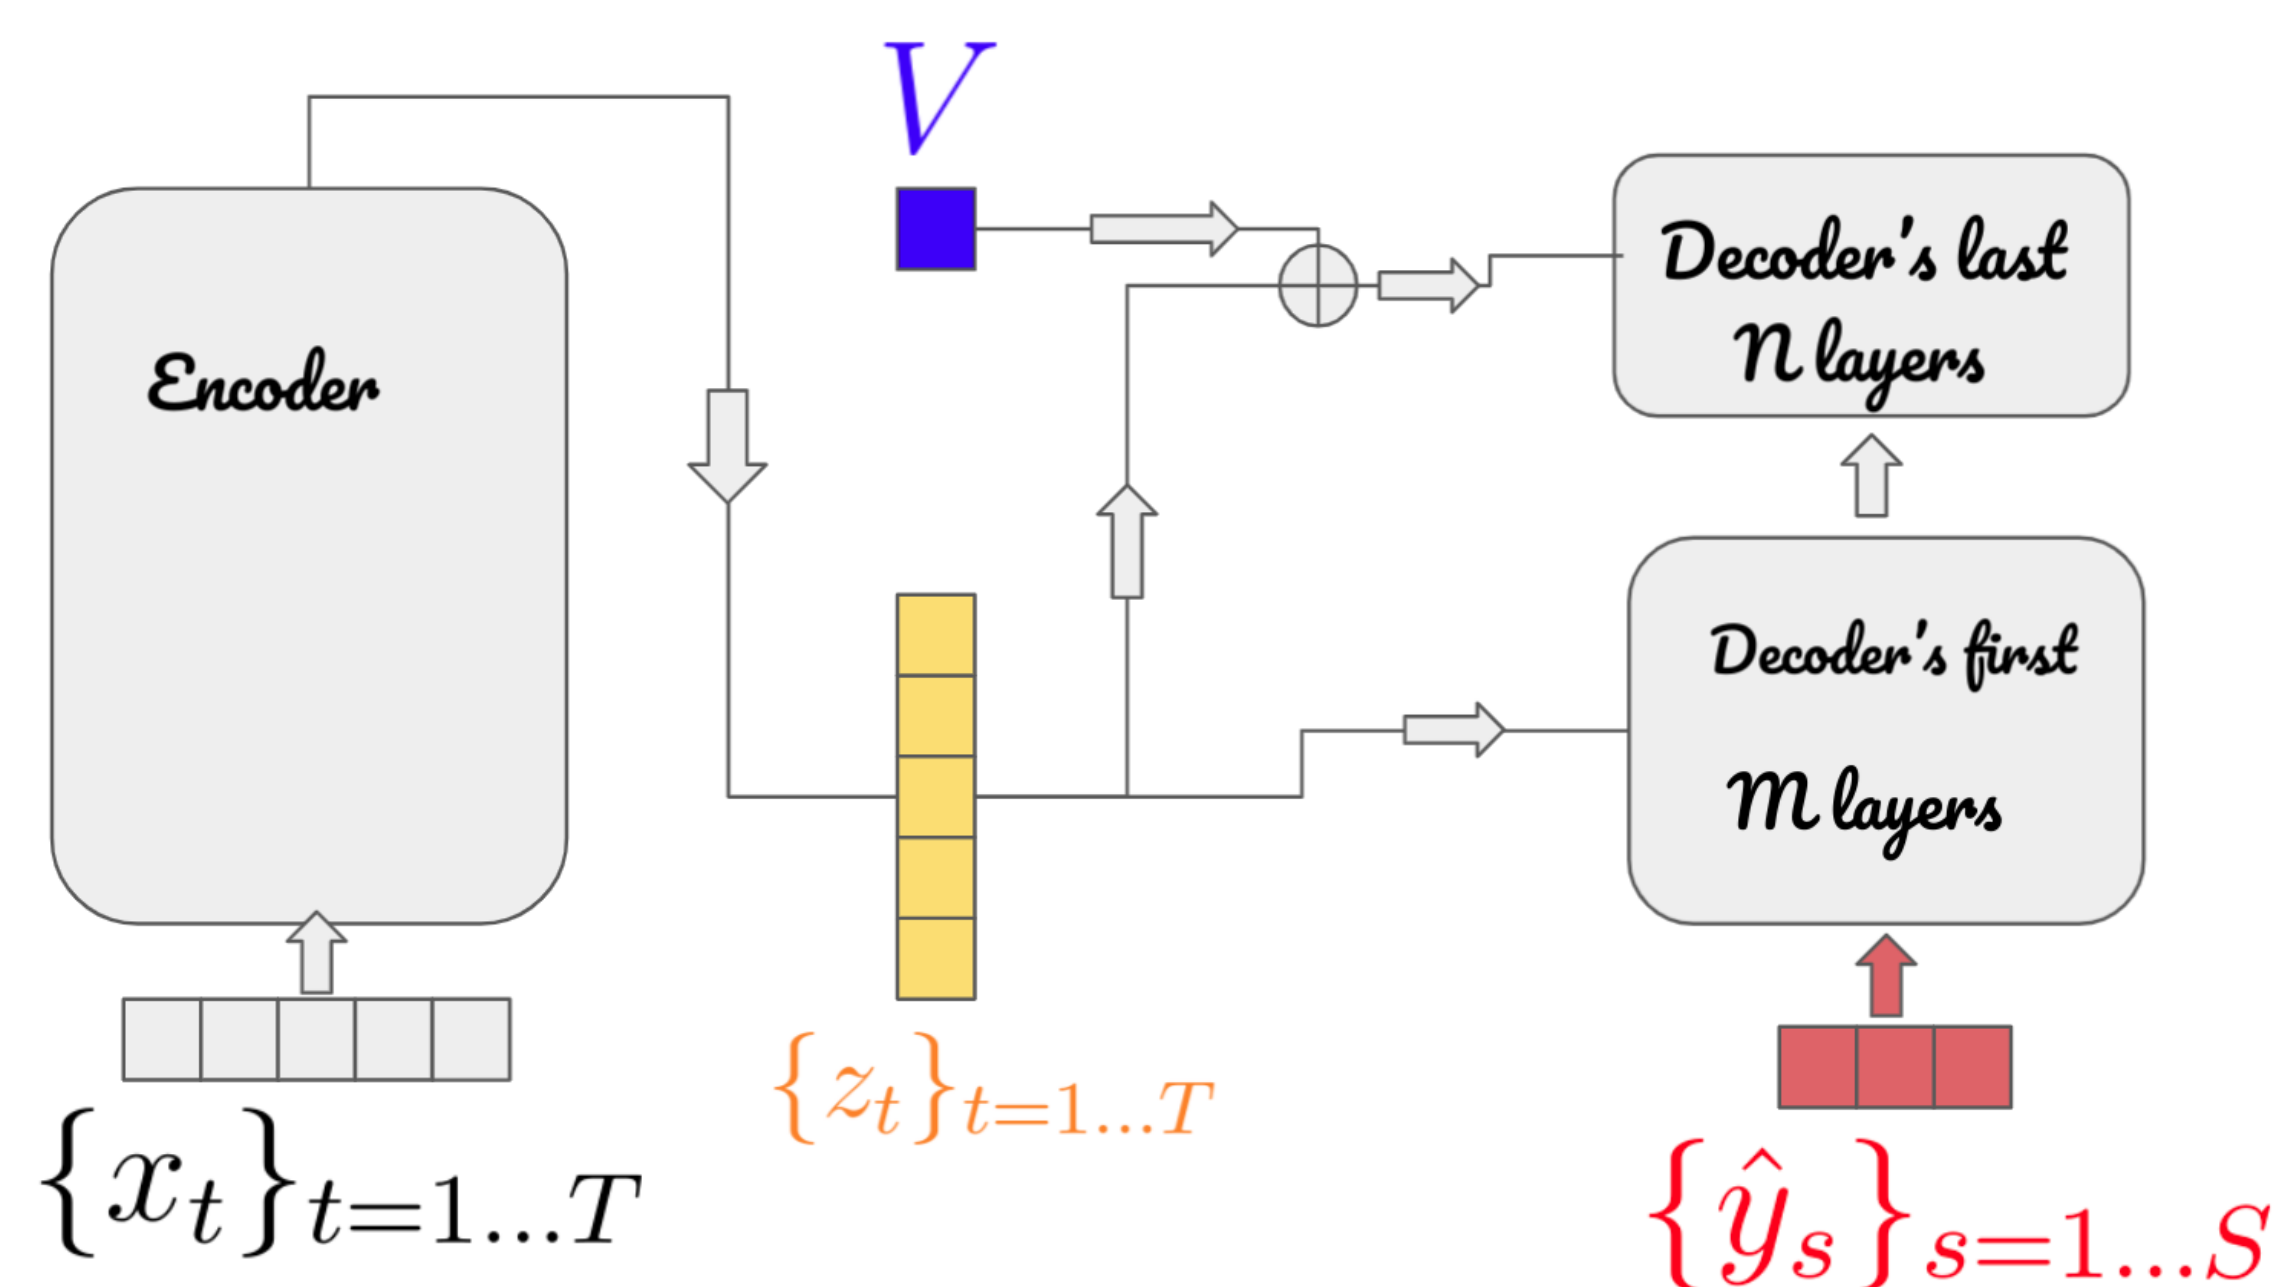 V
Encoder
Decoder's last
N layers
Decoder's first
M layers
{z_t}_{t=1...T}
{x_t}_{t=1...T}
{ŷ_s}_{s=1...S}